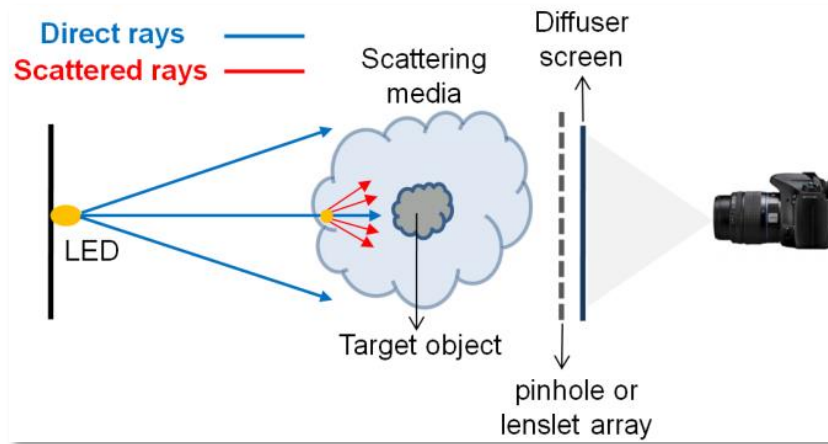 Direct rays
Scattered rays
Scattering
media
Diffuser
screen
LED
Target object
pinhole or
lenslet array